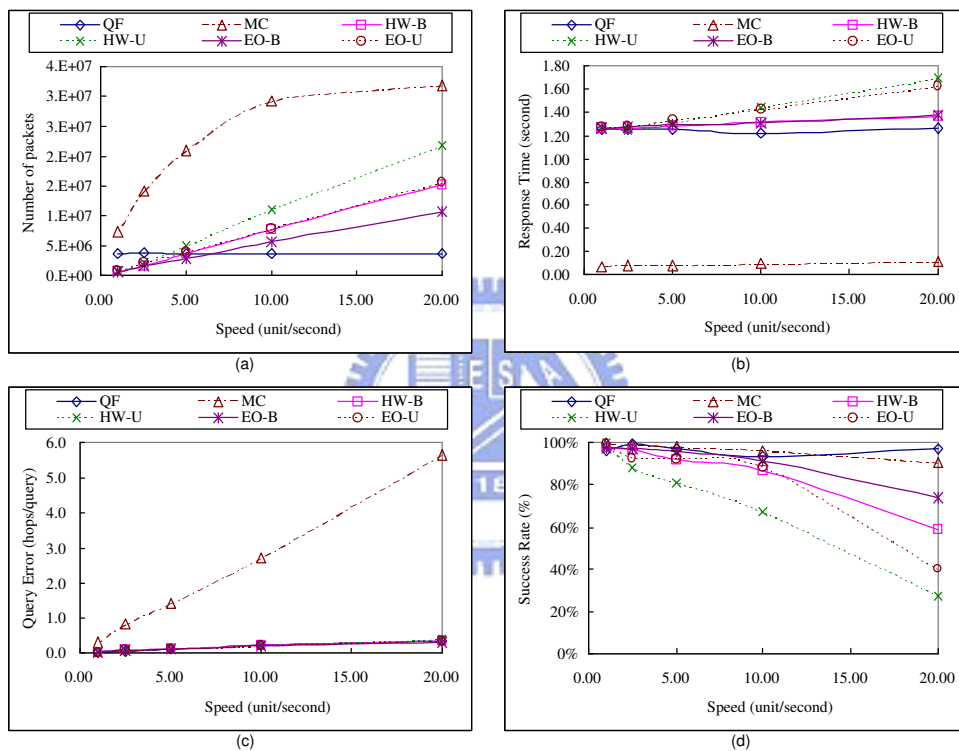 QF MC HW-B
HW-U EO-B EO-U
4.E+07
3.E+07
3.E+07
2.E+07
2.E+07
1.E+07
5.E+06
0.E+00
0.00 5.00 10.00 15.00 20.00
Number of packets
Speed (unit/second)
(a)
QF MC HW-B
HW-U EO-B EO-U
1.80
1.60
1.40
1.20
1.00
0.80
0.60
0.40
0.20
0.00
0.00 5.00 10.00 15.00 20.00
Response Time (second)
Speed (unit/second)
(b)
QF MC HW-B
HW-U EO-B EO-U
6.0
5.0
4.0
3.0
2.0
1.0
0.0
0.00 5.00 10.00 15.00 20.00
Query Error (hops/query)
Speed (unit/second)
(c)
QF MC HW-B
HW-U EO-B EO-U
100%
80%
60%
40%
20%
0%
0.00 5.00 10.00 15.00 20.00
Success Rate (%)
Speed (unit/second)
(d)
E S A
1 8